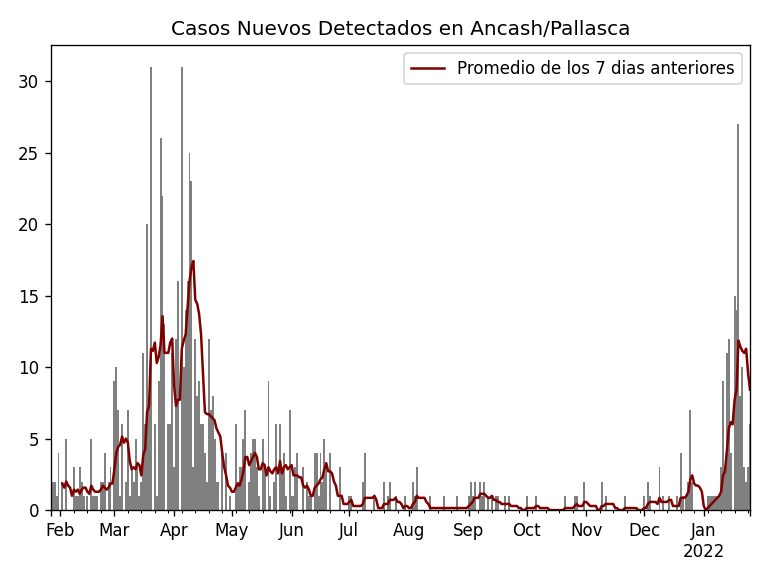 Casos Nuevos Detectados en Ancash/Pallasca
Promedio de los 7 dias anteriores
30
25
20
15
10
5
0
Feb Mar Apr May Jun Jul Aug Sep Oct Nov Dec Jan
2022